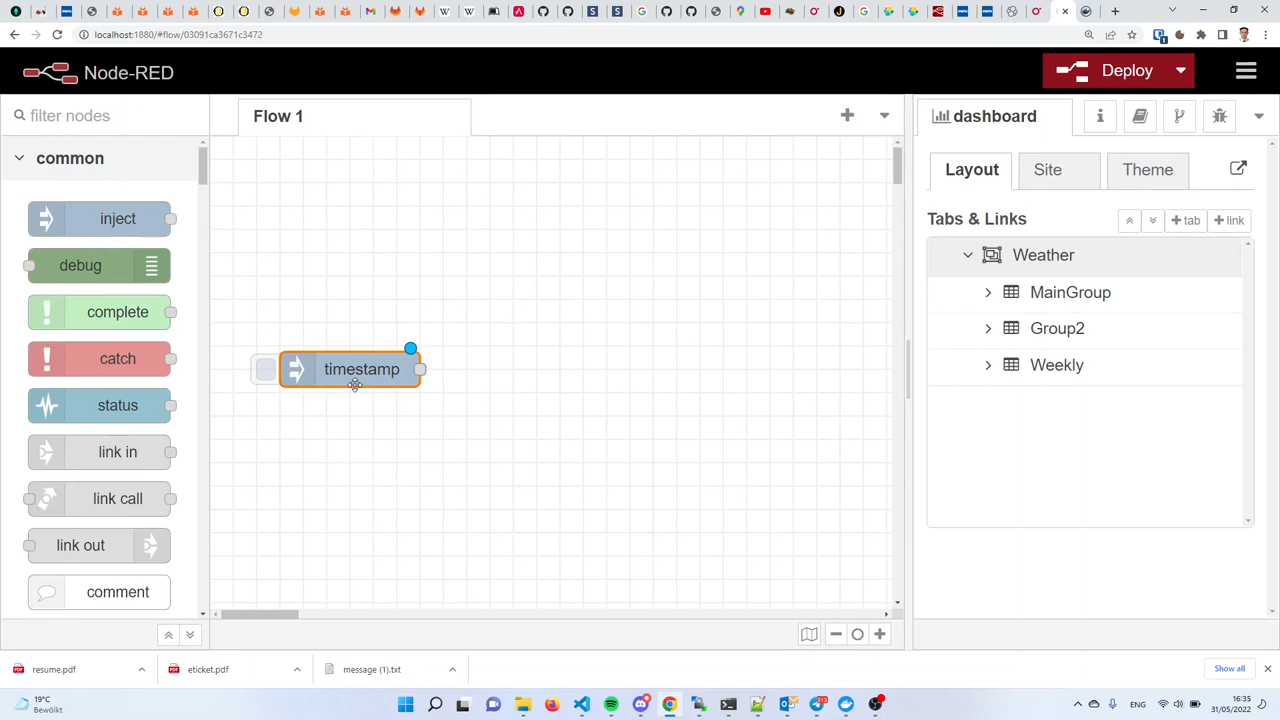 localhost:1880/#flow/03091ca3671c3472
Node-RED
Deploy
filter nodes
Flow 1
dashboard
common
Layout
Site
Theme
inject
Tabs & Links
tab
link
debug
Weather
complete
MainGroup
Group2
catch
timestamp
Weekly
status
link in
link call
link out
comment
resume.pdf
eticket.pdf
message (1).txt
Show all
19°C
Bewölkt
ENG
16:35
31/05/2022